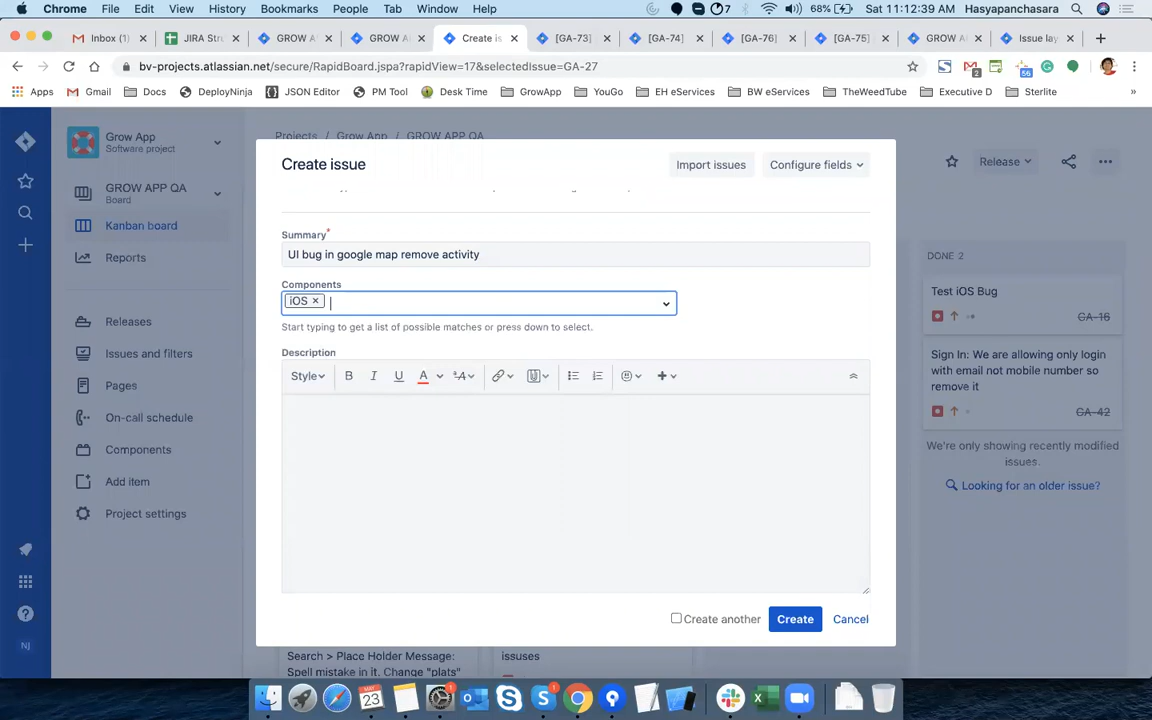 Chrome File Edit View History Bookmarks People Tab Window Help 7 68% Sat 11:12:39 AM Hasyapanchasara
Inbox (1) JIRA Str GROW A GROW A Create is [GA-73] [GA-74] [GA-76] [GA-75] GROW A Issue lay
bv-projects.atlassian.net/secure/RapidBoard.jspa?rapidView=17&selectedIssue=GA-27 2 56
Apps Gmail Docs DeployNinja JSON Editor PM Tool Desk Time GrowApp YouGo EH eServices BW eServices TheWeedTube Executive D Sterlite »
Grow App
Software project
GROW APP QA
Board
Kanban board
Reports
Releases
Issues and filters
Pages
On-call schedule
Components
Add item
Project settings
NJ
Projects / Grow App / GROW APP QA
Release
Create issue
Import issues
Configure fields
Summary*
UI bug in google map remove activity
Components
iOS ×
Start typing to get a list of possible matches or press down to select.
Description
Style B I U A
Create another
Create
Cancel
DONE 2
Test iOS Bug
GA-16
Sign In: We are allowing only login
with email not mobile number so
remove it
GA-42
We're only showing recently modified
issues.
Looking for an older issue?
Search > Place Holder Message:
Spell mistake in it. Change "plats"
issuses
MAY
23
1
1